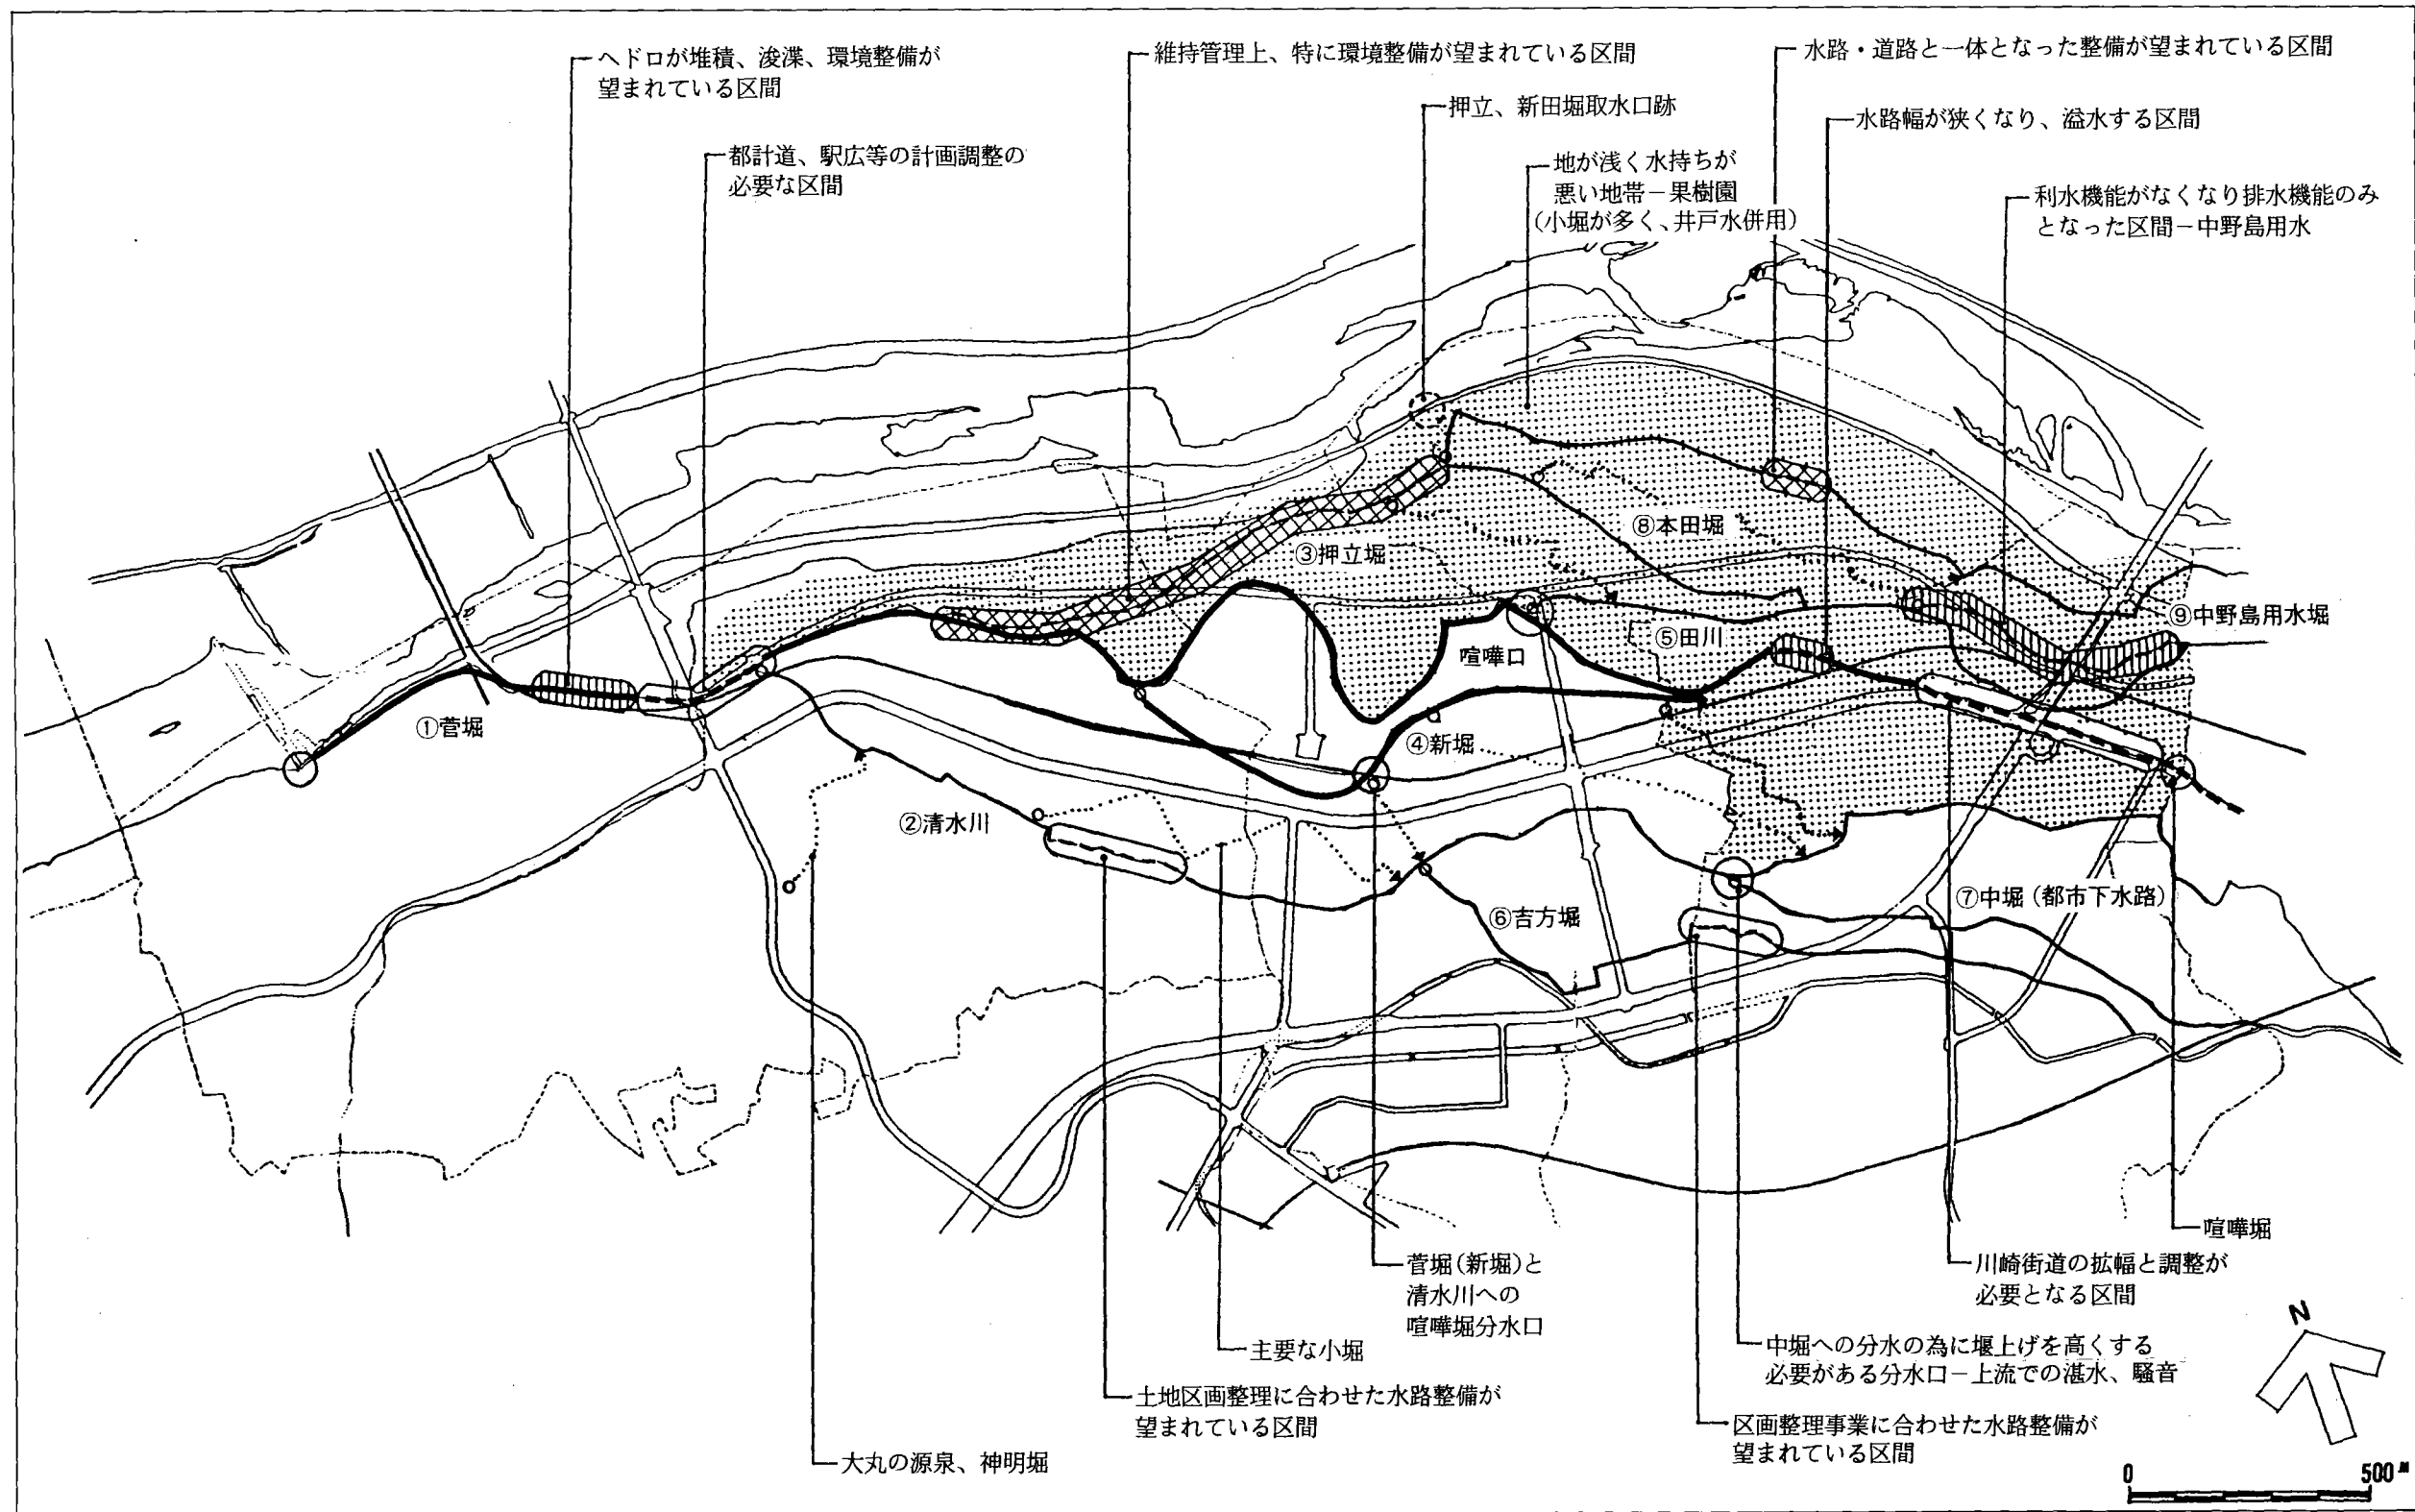 ヘドロが堆積、浚渫、環境整備が
望まれている区間
維持管理上、特に環境整備が望まれている区間
水路・道路と一体となった整備が望まれている区間
押立、新田堀取水口跡
水路幅が狭くなり、溢水する区間
都計道、駅広等の計画調整の
必要な区間
地が浅く水持ちが
悪い地帯－果樹園
(小堀が多く、井戸水併用)
利水機能がなくなり排水機能のみ
となった区間－中野島用水
⑧本田堀
③押立堀
⑨中野島用水堀
⑤田川
喧嘩口
①菅堀
④新堀
②清水川
⑦中堀(都市下水路)
⑥吉方堀
喧嘩堀
菅堀(新堀)と
清水川への
喧嘩堀分水口
川崎街道の拡幅と調整が
必要となる区間
主要な小堀
中堀への分水の為に堰上げを高くする
必要がある分水口－上流での湛水、騒音
土地区画整理に合わせた水路整備が
望まれている区間
区画整理事業に合わせた水路整備が
望まれている区間
大丸の源泉、神明堀
N
0 500M